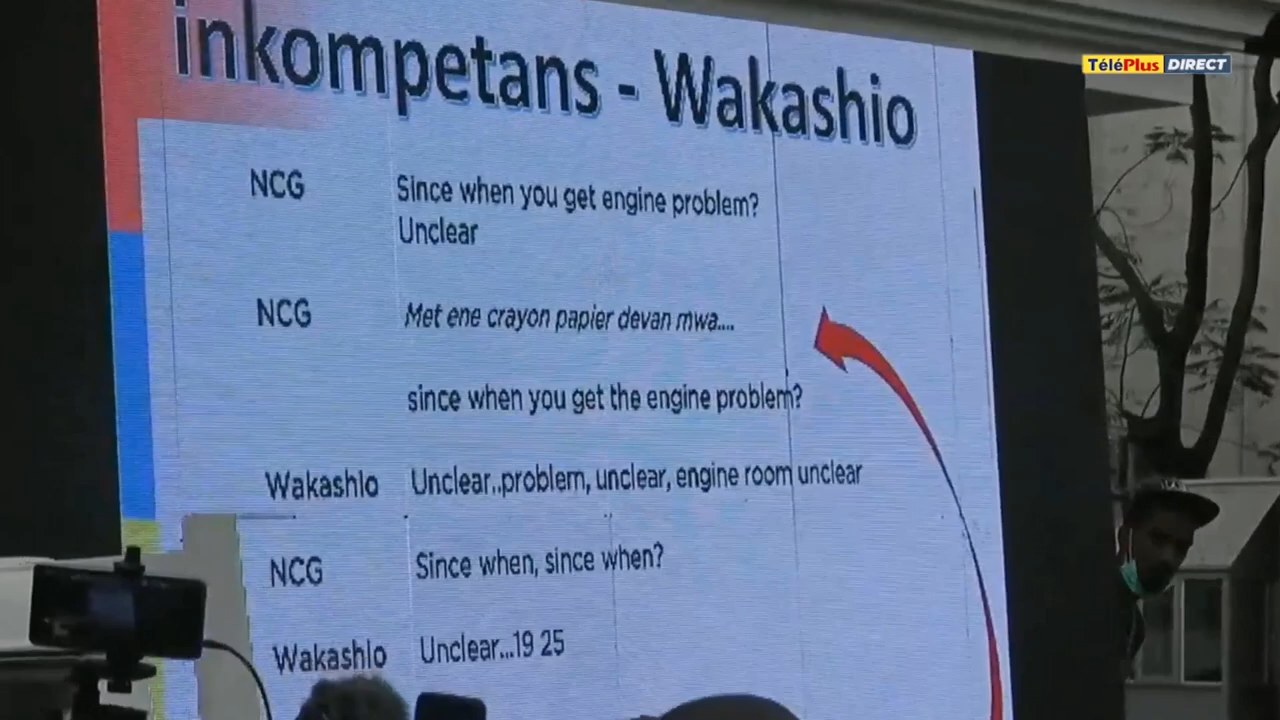 TéléPlus DIRECT
inkompetans - Wakashio
NCG Since when you get engine problem?
Unclear
NCG Met ene crayon papier devan mwa....
since when you get the engine problem?
Wakashio Unclear..problem, unclear, engine room unclear
NCG Since when, since when?
Wakashio Unclear...19 25